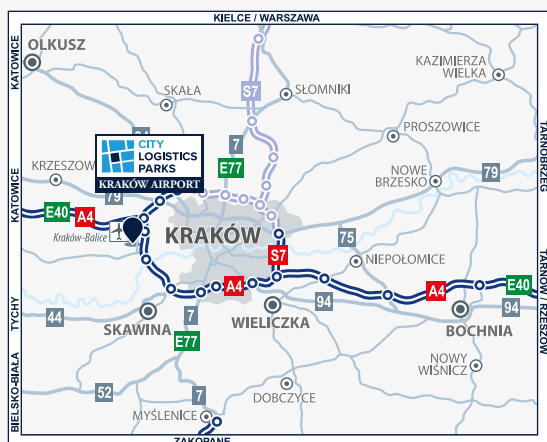 KIELCE / WARSZAWA
KATOWICE
OLKUSZ
KAZIMIERZA
WIELKA
SKAŁA
S7
SŁOMNIKI
7
PROSZOWICE
CITY
LOGISTICS
PARKS
KRAKÓW AIRPORT
E77
TARNOBRZEG
KRZESZOW
79
NOWE
BRZESKO
79
KATOWICE
E40
A4
Kraków-Balice
KRAKÓW
S7
75
NIEPOŁOMICE
A4
A4
E40
TARNÓW / RZESZÓW
TYCHY
44
SKAWINA
7
WIELICZKA
94
BOCHNIA
94
E77
NOWY
WIŚNICZ
BIELSKO-BIAŁA
52
7
DOBCZYCE
MYŚLENICE
ZAKOPANE